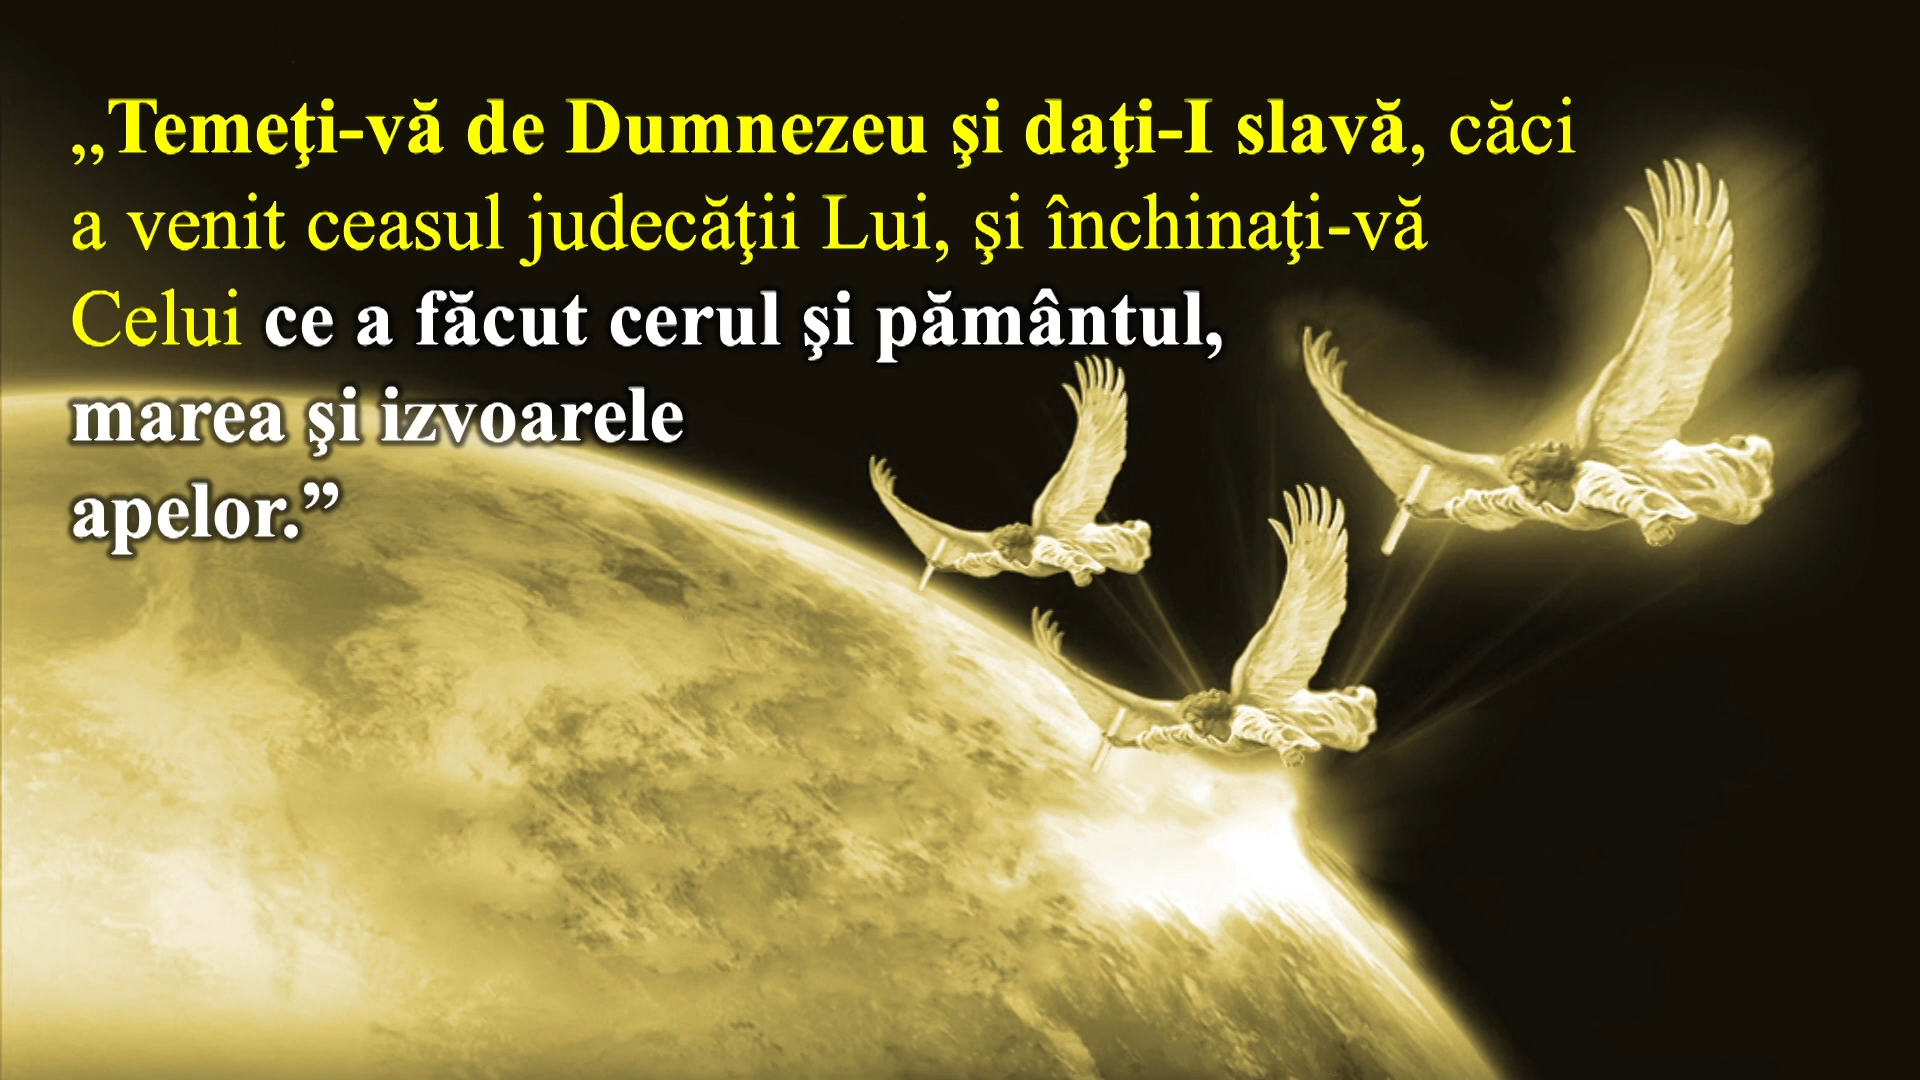 ,,Temeţi-vă de Dumnezeu şi daţi-I slavă, căci
a venit ceasul judecăţii Lui, şi închinaţi-vă
Celui ce a făcut cerul şi pământul,
marea şi izvoarele
apelor.”